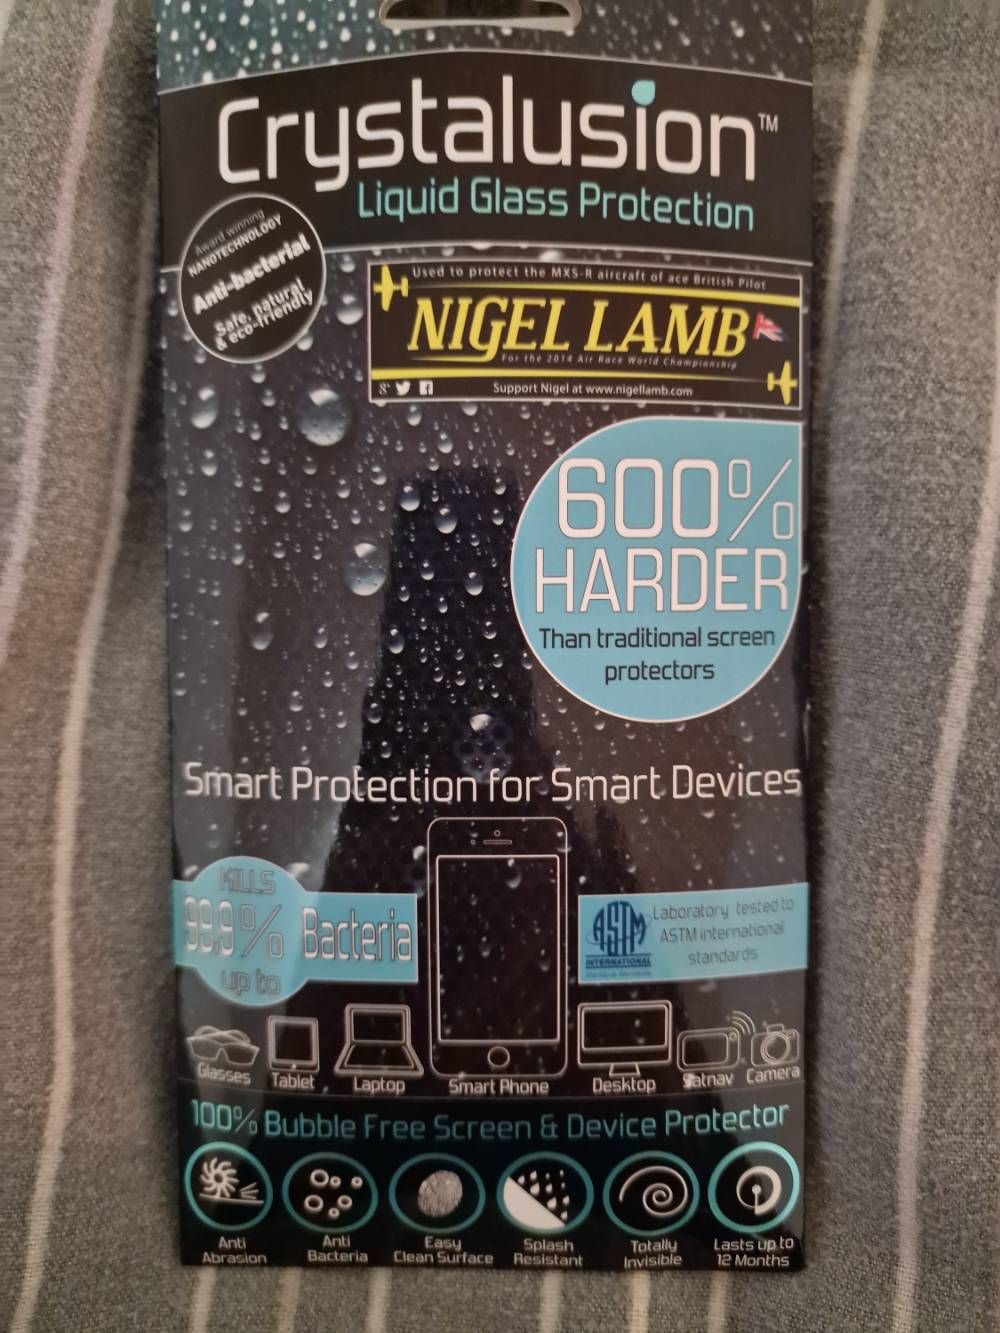 Crystalusion™
Liquid Glass Protection
Award winning
NANOTECHNOLOGY
Anti-bacterial
Safe, natural
& eco-friendly
Used to protect the MXS-R aircraft of ace British Pilot
NIGEL LAMB
For the 2014 Air Race World Championship
Support Nigel at www.nigellamb.com
600%
HARDER
Than traditional screen
protectors
Smart Protection for Smart Devices
KILLS
99.9% Bacteria
up to
ASTM
INTERNATIONAL
Laboratory tested to
ASTM international
standards
Glasses
Tablet
Laptop
Smart Phone
Desktop
Satnav
Camera
100% Bubble Free Screen & Device Protector
Anti
Abrasion
Anti
Bacteria
Easy
Clean Surface
Splash
Resistant
Totally
Invisible
Lasts up to
12 Months